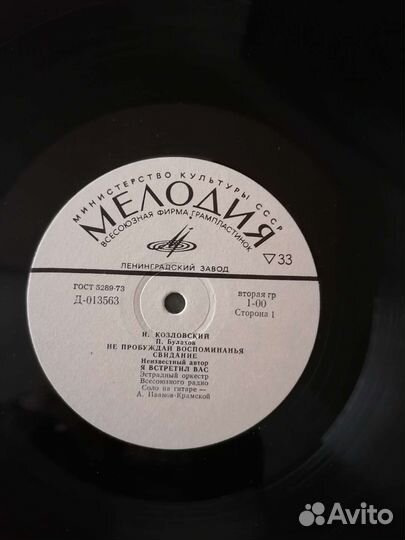 МИНИСТЕРСТВО КУЛЬТУРЫ СССР
МЕЛОДИЯ
ВСЕСОЮЗНАЯ ФИРМА ГРАМПЛАСТИНОК
ЛЕНИНГРАДСКИЙ ЗАВОД
▽33
ГОСТ 5289-73
Д-013563
вторая гр
1-00
Сторона 1
И. КОЗЛОВСКИЙ
П. Булахов
НЕ ПРОБУЖДАЙ ВОСПОМИНАНЬЯ
СВИДАНИЕ
Неизвестный автор
Я ВСТРЕТИЛ ВАС
Эстрадный оркестр
Всесоюзного радио
Соло на гитаре —
А. Иванов-Крамской
Avito